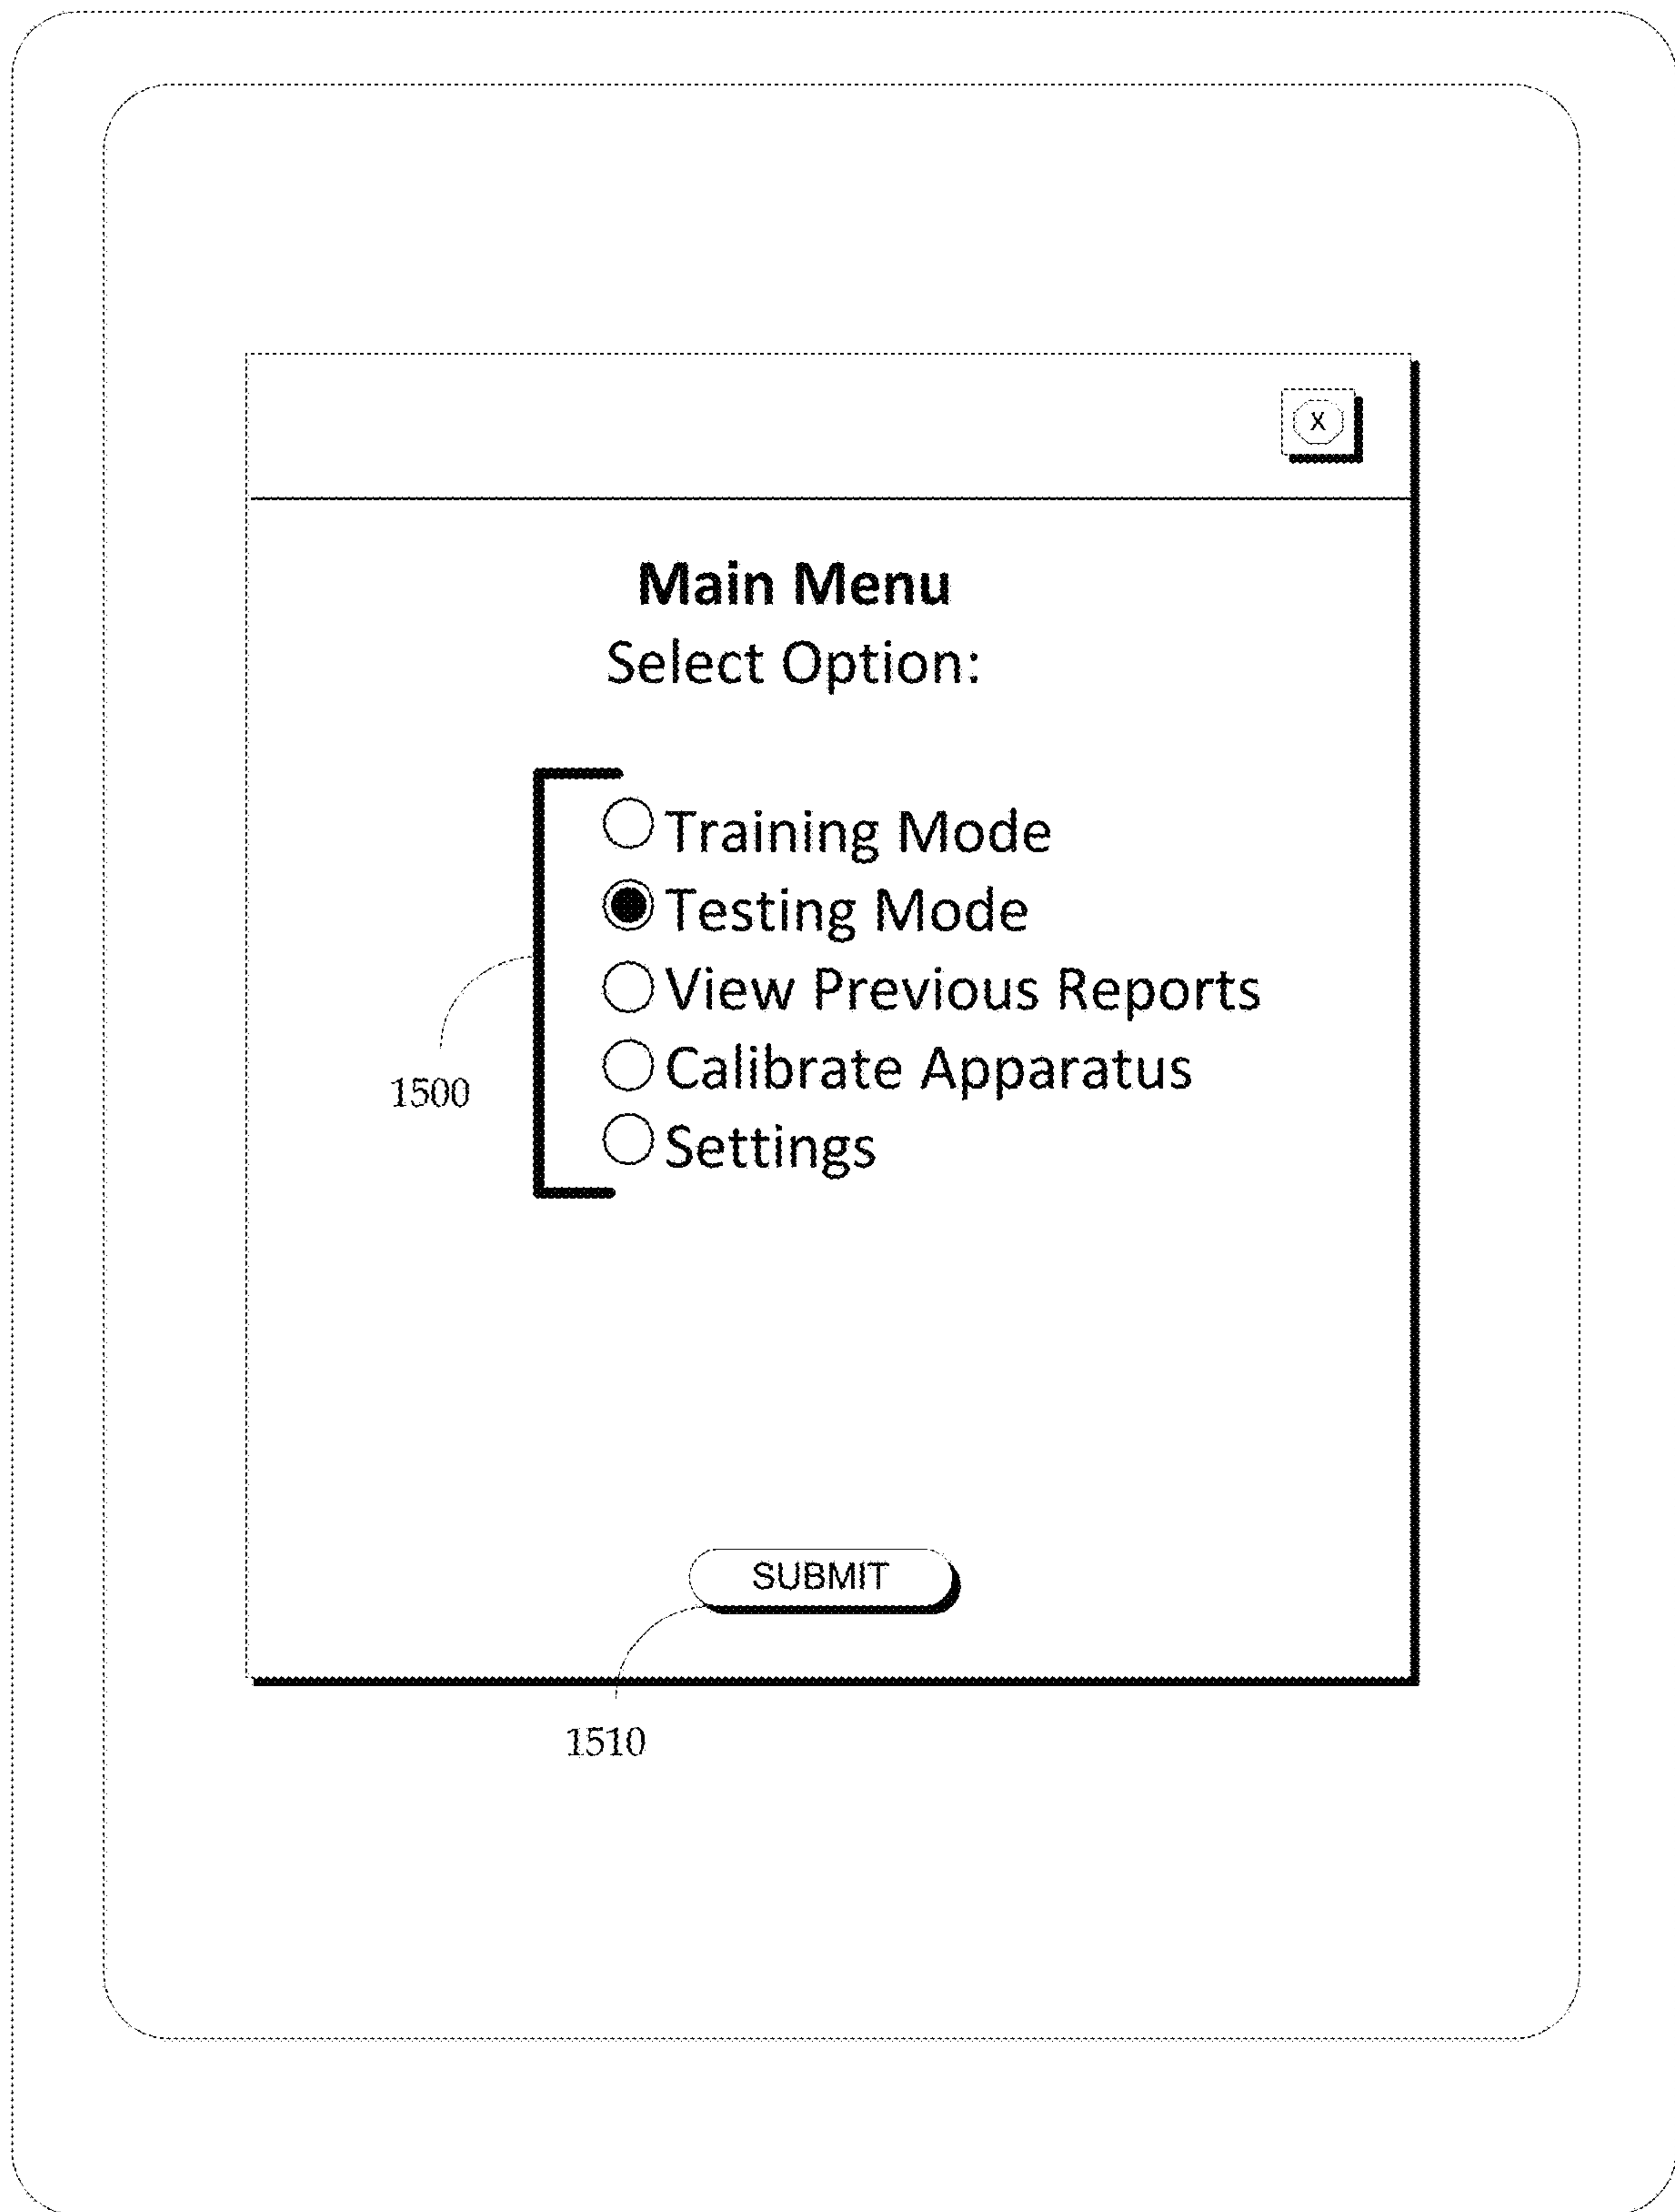 X
Main Menu
Select Option:
Training Mode
Testing Mode
View Previous Reports
Calibrate Apparatus
Settings
1500
SUBMIT
1510